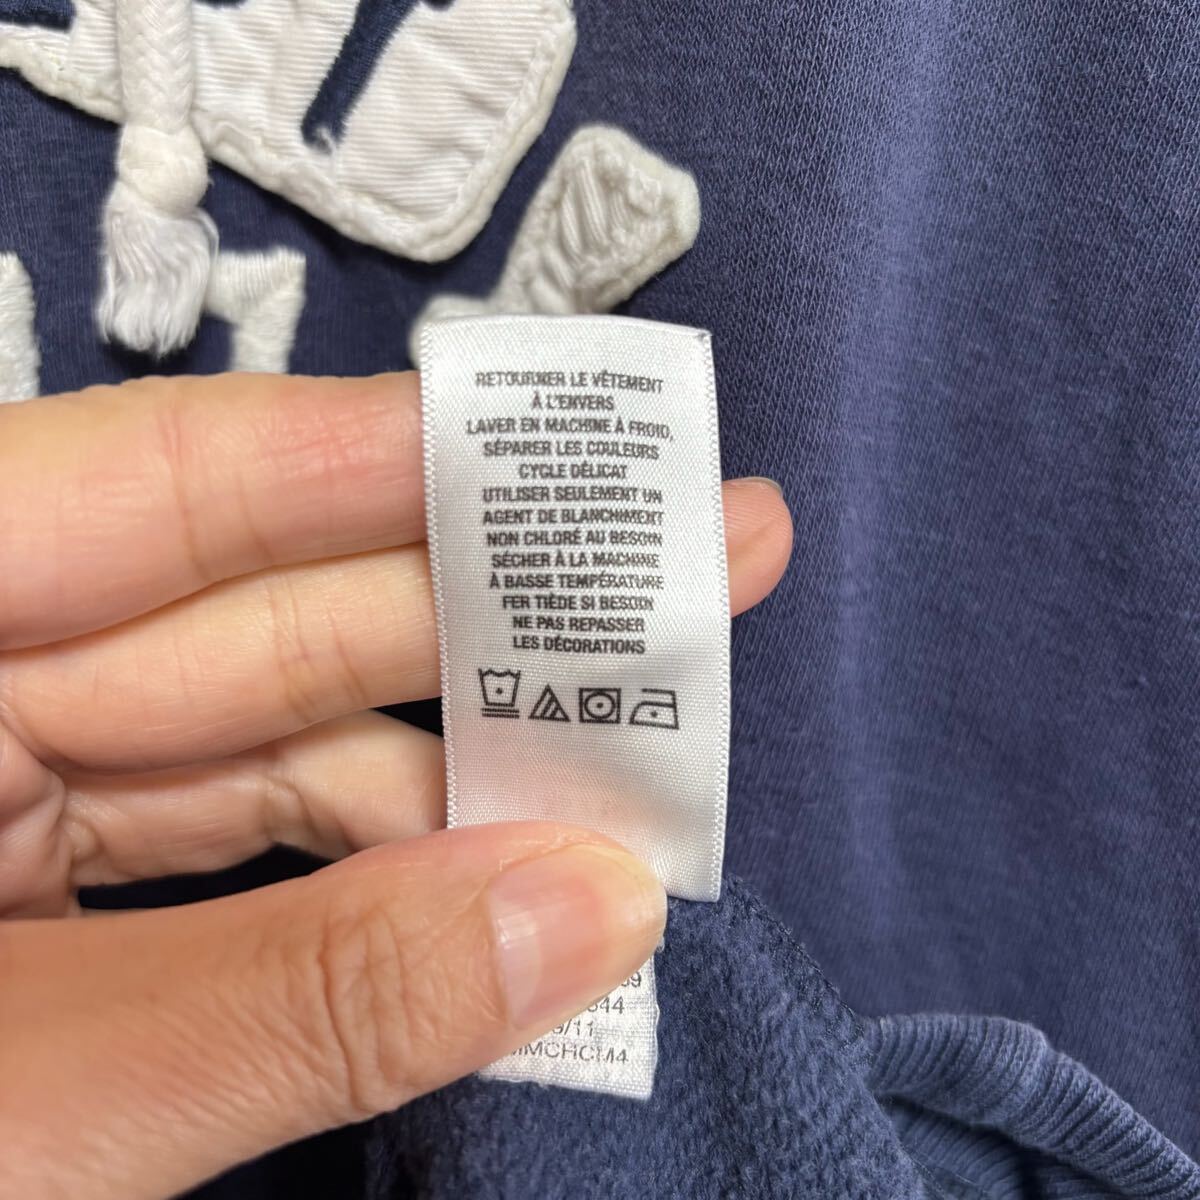 RETOURNER LE VÊTEMENT
À L'ENVERS
LAVER EN MACHINE À FROID,
SÉPARER LES COULEURS
CYCLE DÉLICAT
UTILISER SEULEMENT UN
AGENT DE BLANCHIMENT
NON CHLORÉ AU BESOIN
SÉCHER À LA MACHINE
À BASSE TEMPÉRATURE
FER TIÈDE SI BESOIN
NE PAS REPASSER
LES DÉCORATIONS